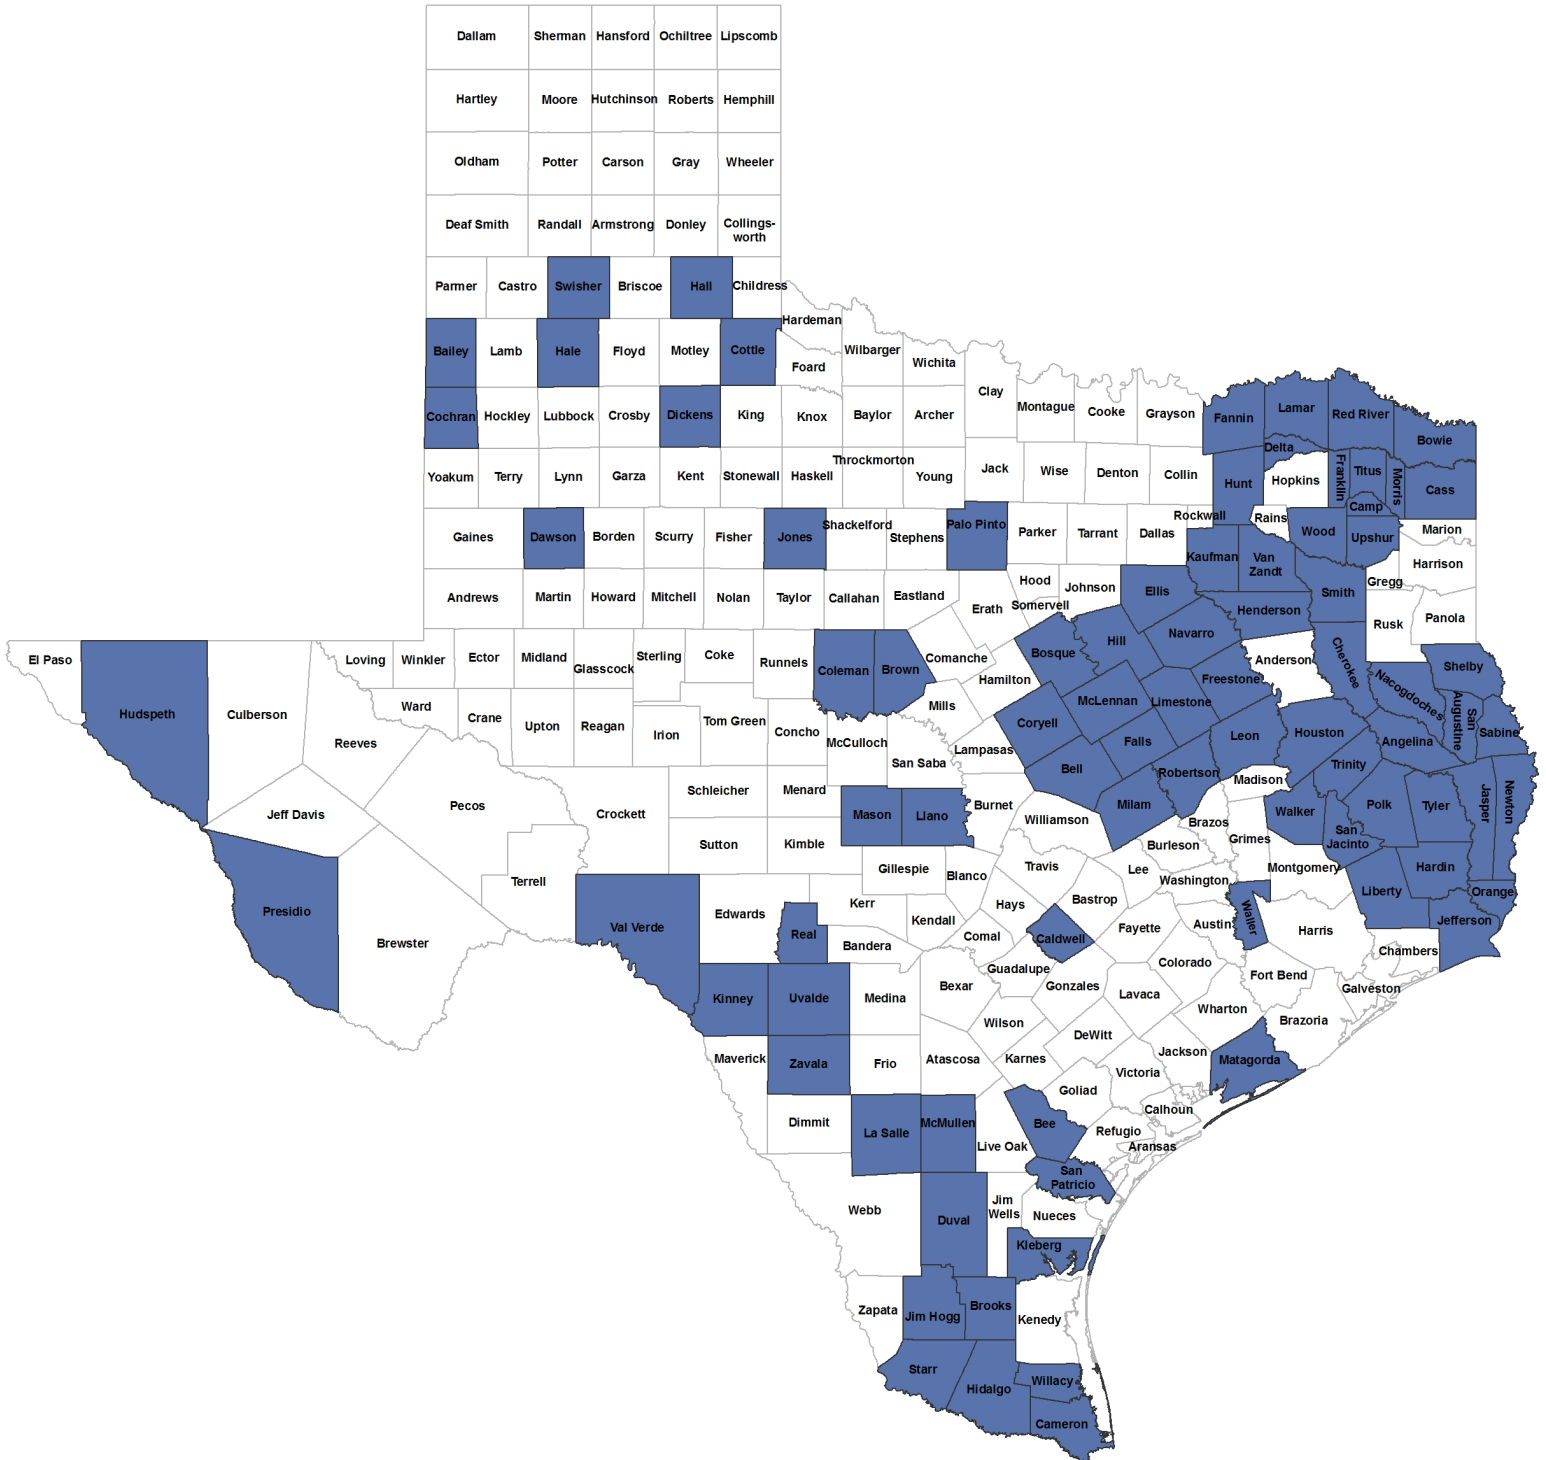 Dallam
Sherman
Hansford
Ochiltree
Lipscomb
Hartley
Moore
Hutchinson
Roberts
Hemphill
Oldham
Potter
Carson
Gray
Wheeler
Deaf Smith
Randall
Armstrong
Donley
Collings-
worth
Parmer
Castro
Swisher
Briscoe
Hall
Childress
Hardeman
Bailey
Lamb
Hale
Floyd
Motley
Cottle
Foard
Wilbarger
Wichita
Clay
Cochran
Hockley
Lubbock
Crosby
Dickens
King
Knox
Baylor
Archer
Montague
Cooke
Grayson
Fannin
Lamar
Red River
Bowie
Delta
Yoakum
Terry
Lynn
Garza
Kent
Stonewall
Haskell
Throckmorton
Young
Jack
Wise
Denton
Collin
Hunt
Hopkins
Franklin
Titus
Morris
Cass
Camp
Gaines
Dawson
Borden
Scurry
Fisher
Jones
Shackelford
Stephens
Palo Pinto
Parker
Tarrant
Dallas
Rockwall
Rains
Wood
Upshur
Marion
Kaufman
Van
Zandt
Harrison
Gregg
Andrews
Martin
Howard
Mitchell
Nolan
Taylor
Callahan
Eastland
Erath
Hood
Somervell
Johnson
Ellis
Henderson
Smith
Rusk
Panola
El Paso
Hudspeth
Culberson
Reeves
Loving
Winkler
Ector
Midland
Glasscock
Sterling
Coke
Runnels
Coleman
Brown
Comanche
Hamilton
Bosque
Hill
Navarro
Anderson
Cherokee
Nacogdoches
Shelby
Ward
Crane
Upton
Reagan
Irion
Tom Green
Concho
McCulloch
San Saba
Mills
Lampasas
Coryell
McLennan
Limestone
Freestone
Falls
Leon
Houston
Angelina
San
Augustine
Sabine
Jeff Davis
Pecos
Crockett
Schleicher
Menard
Mason
Llano
Burnet
Bell
Milam
Robertson
Madison
Trinity
Walker
Polk
Tyler
Jasper
Newton
Sutton
Kimble
Williamson
Brazos
Grimes
San
Jacinto
Terrell
Gillespie
Blanco
Travis
Lee
Burleson
Washington
Montgomery
Liberty
Hardin
Orange
Presidio
Brewster
Val Verde
Edwards
Real
Kerr
Kendall
Bandera
Hays
Comal
Caldwell
Bastrop
Fayette
Austin
Waller
Harris
Jefferson
Chambers
Kinney
Uvalde
Medina
Bexar
Guadalupe
Gonzales
Lavaca
Colorado
Wharton
Fort Bend
Galveston
Brazoria
Maverick
Zavala
Frio
Atascosa
Wilson
Karnes
DeWitt
Jackson
Matagorda
Victoria
Goliad
Calhoun
Dimmit
La Salle
McMullen
Live Oak
Bee
Refugio
Aransas
San
Patricio
Webb
Duval
Jim
Wells
Nueces
Kleberg
Zapata
Jim Hogg
Brooks
Kenedy
Starr
Hidalgo
Willacy
Cameron